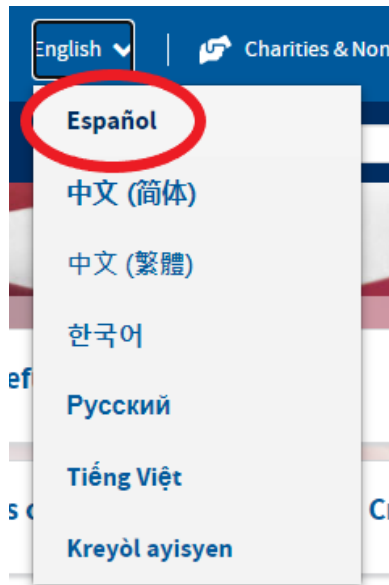 English Charities & Non
Español
中文 (简体)
中文 (繁體)
한국어
ef
Русский
Tiếng Việt
s
Kreyòl ayisyen